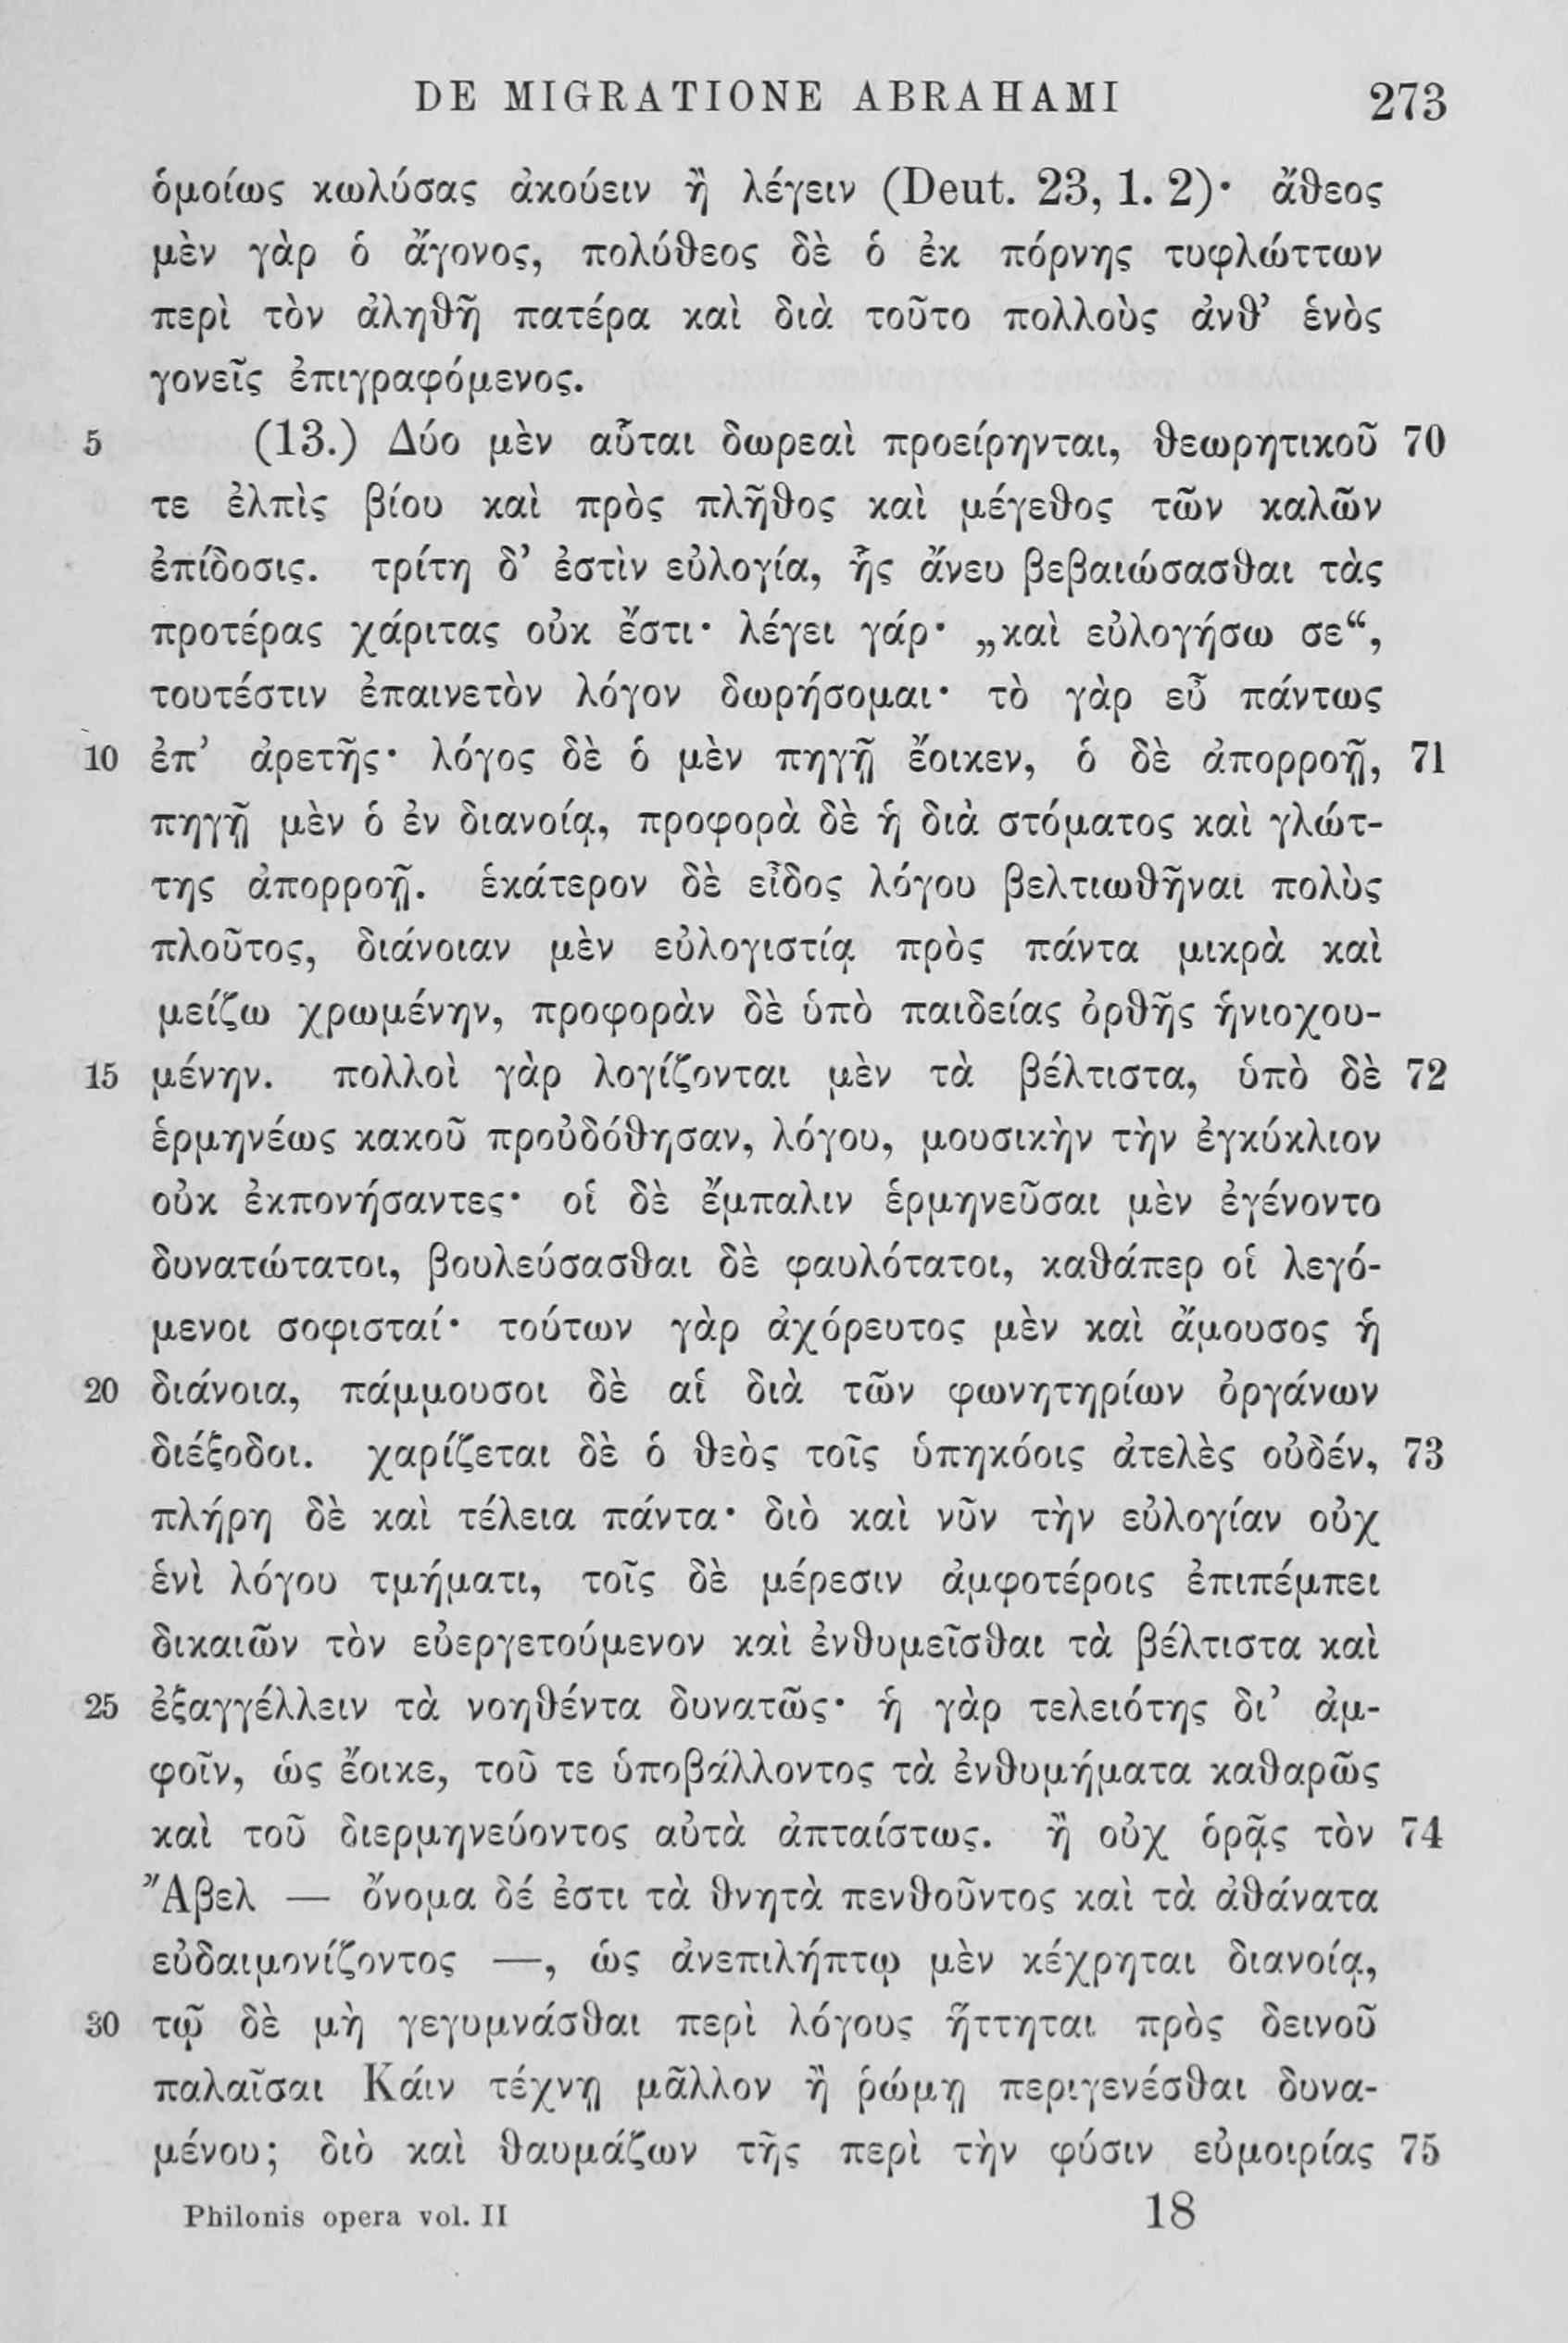 DE MIGRATIONE ABRAHAMI 273
ὁμοίως κωλύσας ἀκούειν ἢ λέγειν (Deut. 23, 1. 2)· ἄθεος
μὲν γὰρ ὁ ἄγονος, πολύθεος δὲ ὁ ἐκ πόρνης τυφλώττων
περὶ τὸν ἀληθῆ πατέρα καὶ διὰ τοῦτο πολλοὺς ἀνθ’ ἑνὸς
γονεῖς ἐπιγραφόμενος.
5 (13.) Δύο μὲν αὗται δωρεαὶ προείρηνται, θεωρητικοῦ 70
τε ἐλπὶς βίου καὶ πρὸς πλῆθος καὶ μέγεθος τῶν καλῶν
ἐπίδοσις. τρίτη δ’ ἐστὶν εὐλογία, ἧς ἄνευ βεβαιώσασθαι τὰς
προτέρας χάριτας οὐκ ἔστι· λέγει γάρ· „καὶ εὐλογήσω σε“,
τουτέστιν ἐπαινετὸν λόγον δωρήσομαι· τὸ γὰρ εὖ πάντως
10 ἐπ’ ἀρετῆς· λόγος δὲ ὁ μὲν πηγῇ ἔοικεν, ὁ δὲ ἀπορροῇ, 71
πηγῇ μὲν ὁ ἐν διανοίᾳ, προφορὰ δὲ ἡ διὰ στόματος καὶ γλώτ-
της ἀπορροῇ. ἑκάτερον δὲ εἶδος λόγου βελτιωθῆναι πολὺς
πλοῦτος, διάνοιαν μὲν εὐλογιστίᾳ πρὸς πάντα μικρὰ καὶ
μείζω χρωμένην, προφορὰν δὲ ὑπὸ παιδείας ὀρθῆς ἡνιοχου-
15 μένην. πολλοὶ γὰρ λογίζονται μὲν τὰ βέλτιστα, ὑπὸ δὲ 72
ἑρμηνέως κακοῦ προὐδόθησαν, λόγου, μουσικὴν τὴν ἐγκύκλιον
οὐκ ἐκπονήσαντες· οἱ δὲ ἔμπαλιν ἑρμηνεῦσαι μὲν ἐγένοντο
δυνατώτατοι, βουλεύσασθαι δὲ φαυλότατοι, καθάπερ οἱ λεγό-
μενοι σοφισταί· τούτων γὰρ ἀχόρευτος μὲν καὶ ἄμουσος ἡ
20 διάνοια, πάμμουσοι δὲ αἱ διὰ τῶν φωνητηρίων ὀργάνων
διέξοδοι. χαρίζεται δὲ ὁ θεὸς τοῖς ὑπηκόοις ἀτελὲς οὐδέν, 73
πλήρη δὲ καὶ τέλεια πάντα· διὸ καὶ νῦν τὴν εὐλογίαν οὐχ
ἑνὶ λόγου τμήματι, τοῖς δὲ μέρεσιν ἀμφοτέροις ἐπιπέμπει
δικαιῶν τὸν εὐεργετούμενον καὶ ἐνθυμεῖσθαι τὰ βέλτιστα καὶ
25 ἐξαγγέλλειν τὰ νοηθέντα δυνατῶς· ἡ γὰρ τελειότης δι’ ἀμ-
φοῖν, ὡς ἔοικε, τοῦ τε ὑποβάλλοντος τὰ ἐνθυμήματα καθαρῶς
καὶ τοῦ διερμηνεύοντος αὐτὰ ἀπταίστως. ἢ οὐχ ὁρᾷς τὸν 74
Ἄβελ — ὄνομα δέ ἐστι τὰ θνητὰ πενθοῦντος καὶ τὰ ἀθάνατα
εὐδαιμονίζοντος —, ὡς ἀνεπιλήπτῳ μὲν κέχρηται διανοίᾳ,
30 τῷ δὲ μὴ γεγυμνάσθαι περὶ λόγους ἥττηται πρὸς δεινοῦ
παλαῖσαι Κάιν τέχνῃ μᾶλλον ἢ ῥώμῃ περιγενέσθαι δυνα-
μένου; διὸ καὶ θαυμάζων τῆς περὶ τὴν φύσιν εὐμοιρίας 75
Philonis opera vol. II 18